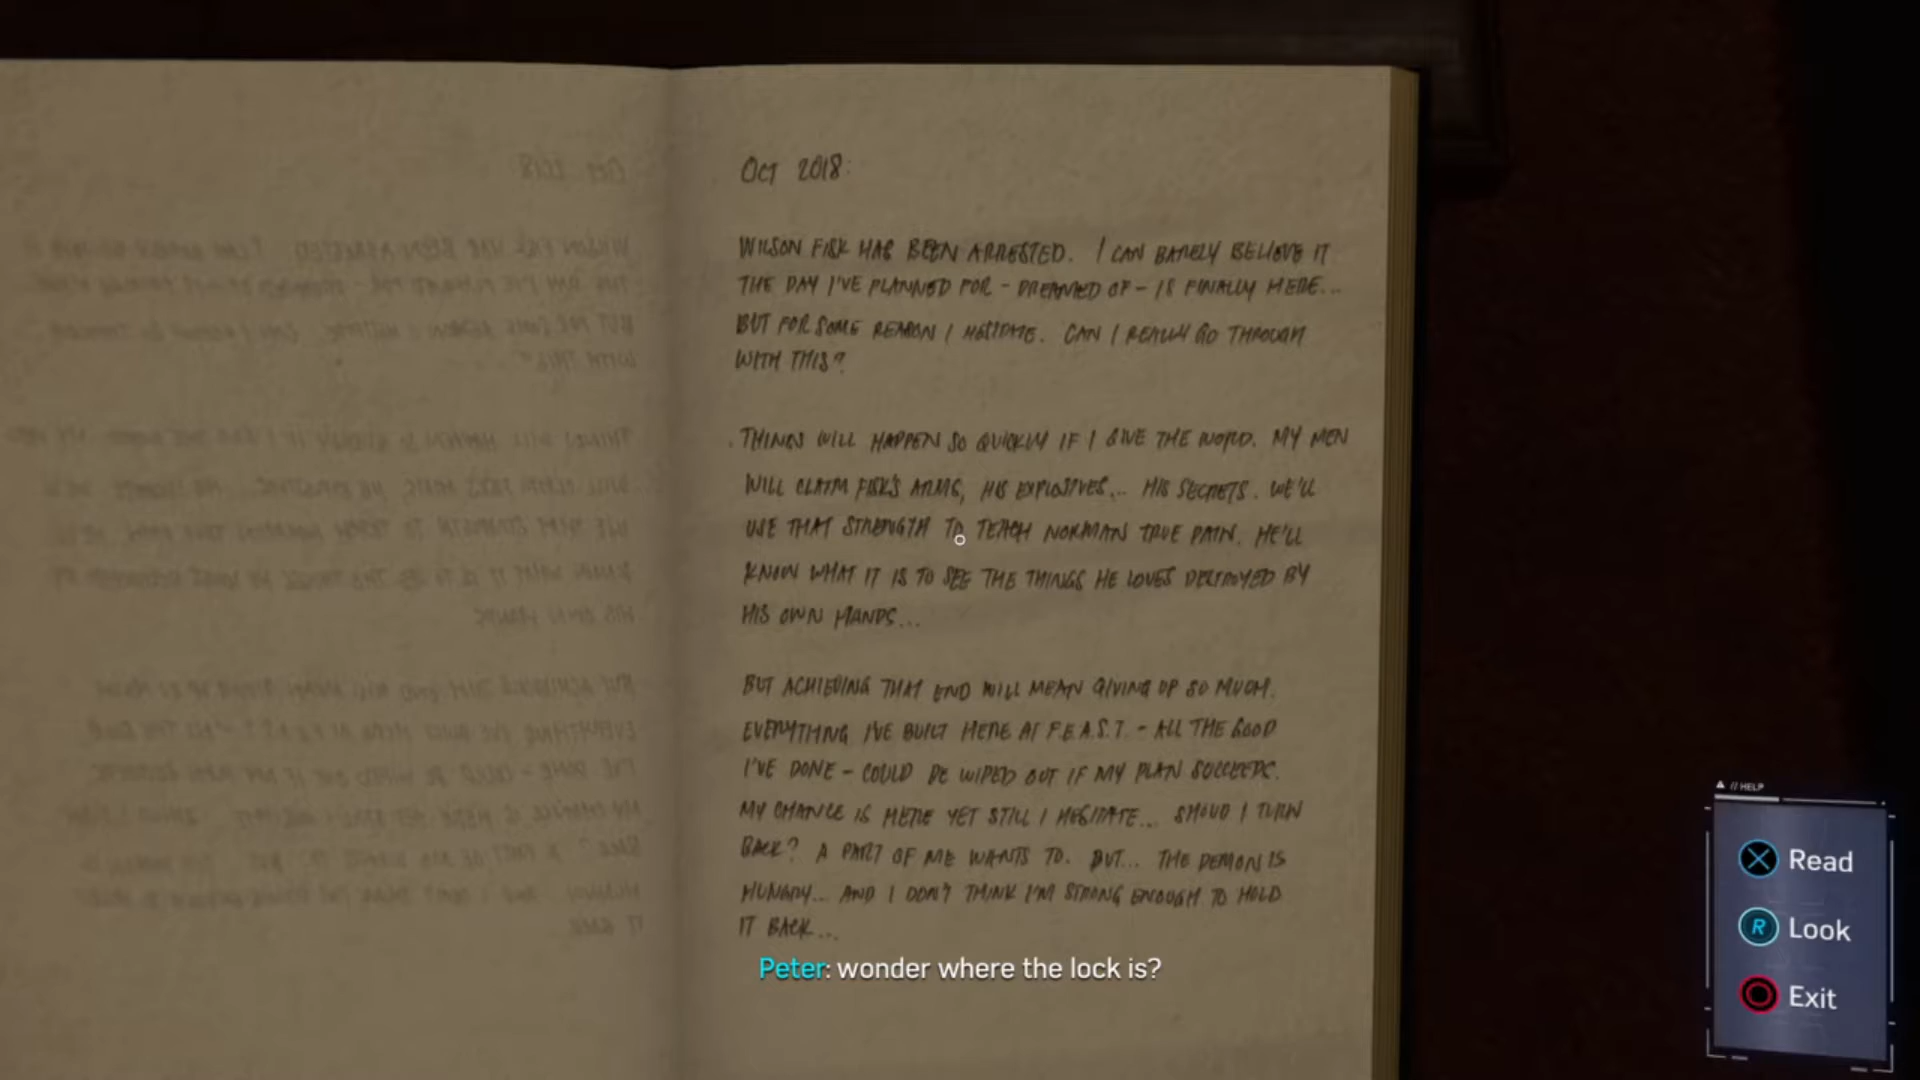 Oct 2018:
WILSON FISK HAS BEEN ARRESTED. I CAN BARELY BELIEVE IT
THE DAY I'VE PLANNED FOR - DREAMED OF - IS FINALLY HERE...
BUT FOR SOME REASON I HESITATE. CAN I REALLY GO THROUGH
WITH THIS?
THINGS WILL HAPPEN SO QUICKLY IF I GIVE THE WORD. MY MEN
WILL CLAIM FISK'S ARMS, HIS EXPLOSIVES... HIS SECRETS. WE'LL
USE THAT STRENGTH TO TEACH NORMAN TRUE PAIN. HE'LL
KNOW WHAT IT IS TO SEE THE THINGS HE LOVES DESTROYED BY
HIS OWN HANDS...
BUT ACHIEVING THAT END WILL MEAN GIVING UP SO MUCH.
EVERYTHING I'VE BUILT HERE AT F.E.A.S.T. - ALL THE GOOD
I'VE DONE - COULD BE WIPED OUT IF MY PLAN SUCCEEDS.
MY CHANCE IS HERE YET STILL I HESITATE... SHOUD I TURN
BACK? A PART OF ME WANTS TO. BUT... THE DEMON IS
HUNGRY... AND I DON'T THINK I'M STRONG ENOUGH TO HOLD
IT BACK...
Peter: wonder where the lock is?
// HELP
Read
R Look
Exit